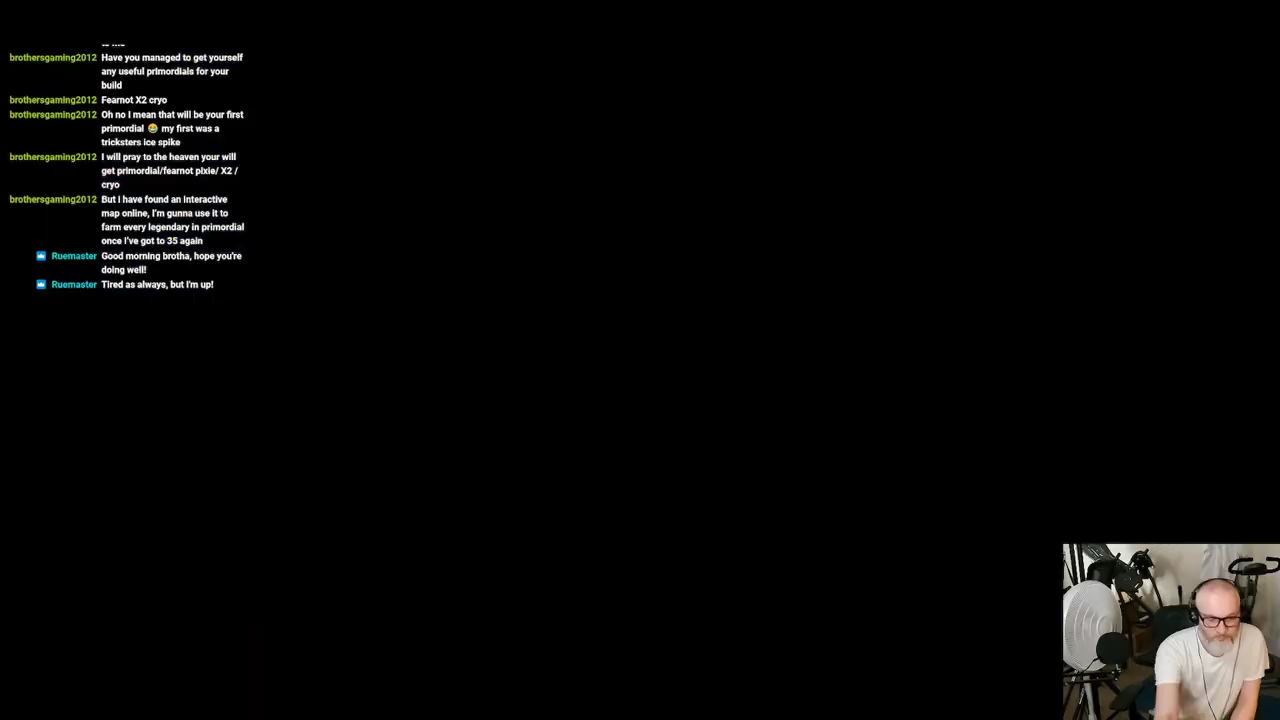 brothersgaming2012 Have you managed to get yourself
any useful primordials for your
build
brothersgaming2012 Fearnot X2 cryo
brothersgaming2012 Oh no I mean that will be your first
primordial 😂 my first was a
tricksters ice spike
brothersgaming2012 I will pray to the heaven your will
get primordial/fearnot pixie/ X2 /
cryo
brothersgaming2012 But I have found an interactive
map online, I'm gunna use it to
farm every legendary in primordial
once I've got to 35 again
Ruemaster Good morning brotha, hope you're
doing well!
Ruemaster Tired as always, but I'm up!